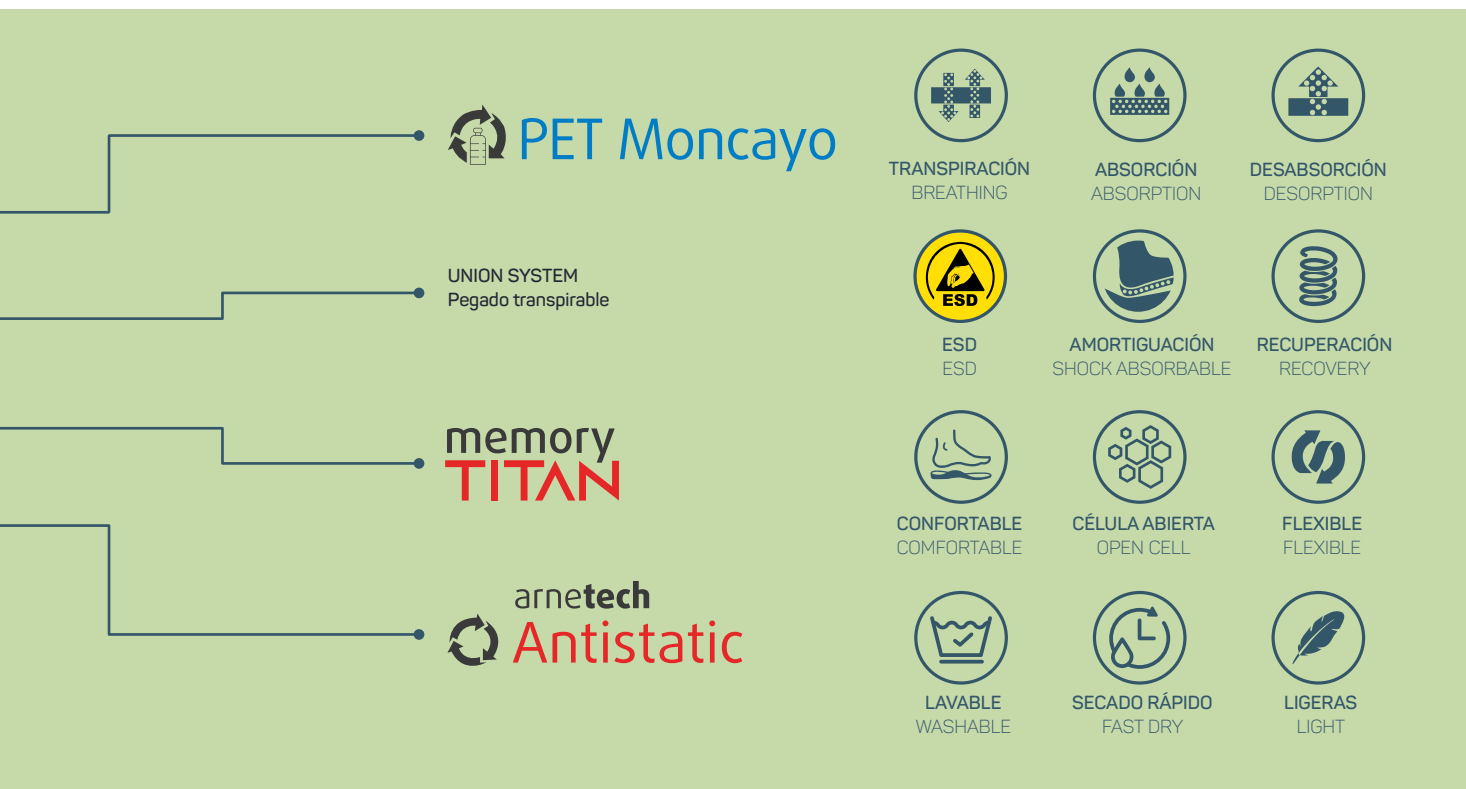 PET Moncayo
UNION SYSTEM
Pegado transpirable
memory
TITAN
arnetech
Antistatic
TRANSPIRACIÓN
BREATHING
ABSORCIÓN
ABSORPTION
DESABSORCIÓN
DESORPTION
ESD
ESD
ESD
AMORTIGUACIÓN
SHOCK ABSORBABLE
RECUPERACIÓN
RECOVERY
CONFORTABLE
COMFORTABLE
CÉLULA ABIERTA
OPEN CELL
FLEXIBLE
FLEXIBLE
LAVABLE
WASHABLE
SECADO RÁPIDO
FAST DRY
LIGERAS
LIGHT